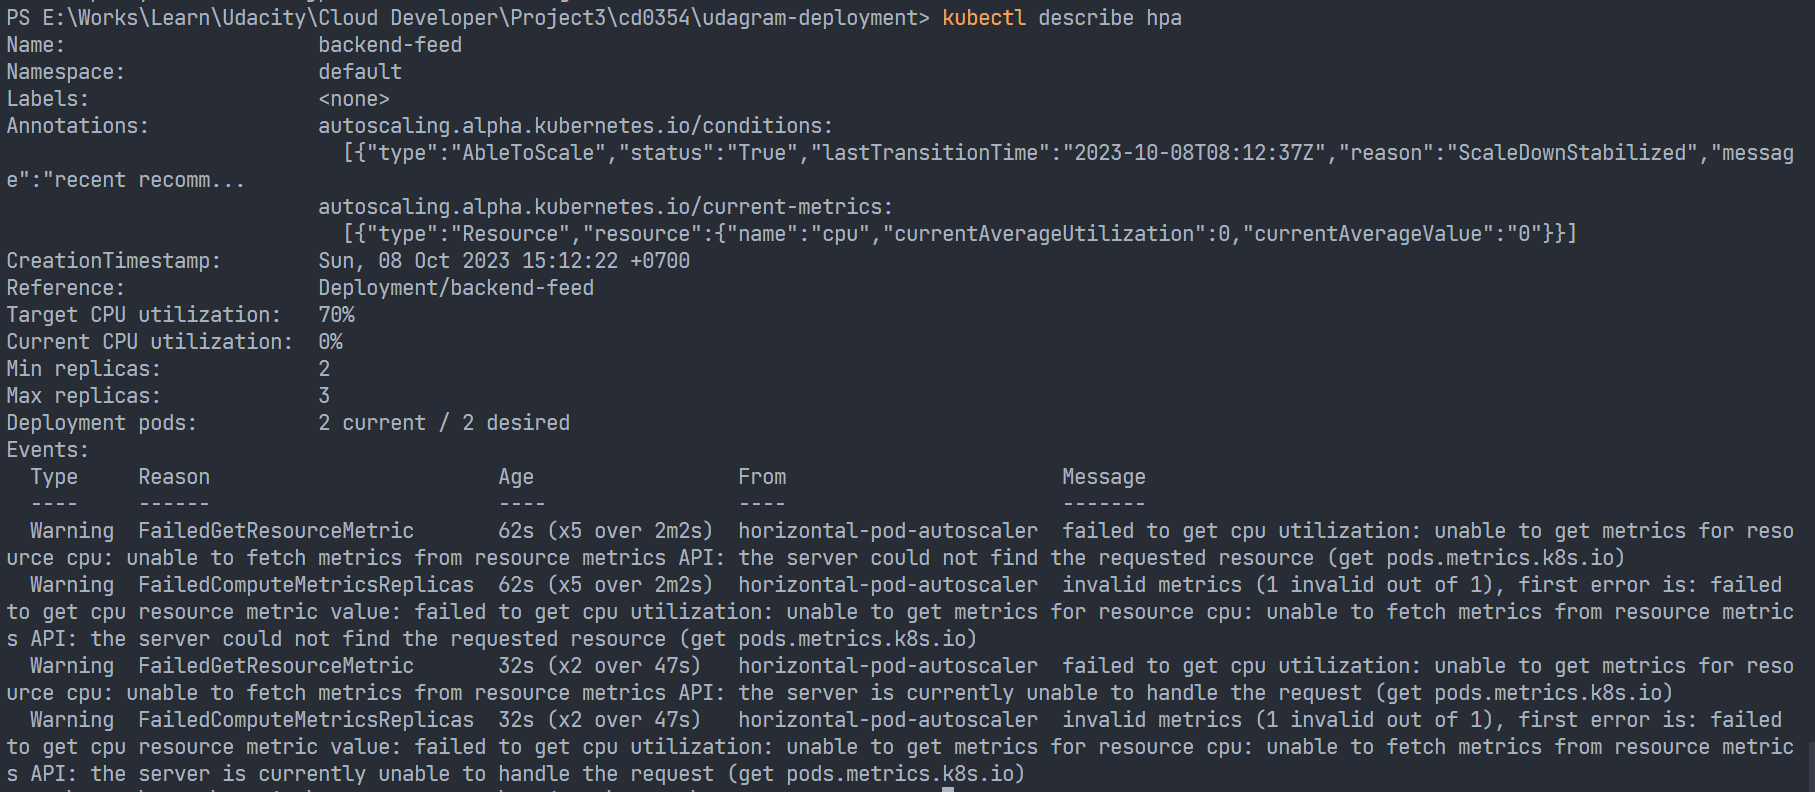 PS E:\Works\Learn\Udacity\Cloud Developer\Project3\cd0354\udagram-deployment> kubectl describe hpa
Name:                     backend-feed
Namespace:                default
Labels:                   <none>
Annotations:              autoscaling.alpha.kubernetes.io/conditions:
                            [{"type":"AbleToScale","status":"True","lastTransitionTime":"2023-10-08T08:12:37Z","reason":"ScaleDownStabilized","messag
e":"recent recomm...
                          autoscaling.alpha.kubernetes.io/current-metrics:
                            [{"type":"Resource","resource":{"name":"cpu","currentAverageUtilization":0,"currentAverageValue":"0"}}]
CreationTimestamp:        Sun, 08 Oct 2023 15:12:22 +0700
Reference:                Deployment/backend-feed
Target CPU utilization:   70%
Current CPU utilization:  0%
Min replicas:             2
Max replicas:             3
Deployment pods:          2 current / 2 desired
Events:
  Type     Reason                        Age                From                       Message
  ----     ------                        ----               ----                       -------
  Warning  FailedGetResourceMetric       62s (x5 over 2m2s)  horizontal-pod-autoscaler  failed to get cpu utilization: unable to get metrics for reso
urce cpu: unable to fetch metrics from resource metrics API: the server could not find the requested resource (get pods.metrics.k8s.io)
  Warning  FailedComputeMetricsReplicas  62s (x5 over 2m2s)  horizontal-pod-autoscaler  invalid metrics (1 invalid out of 1), first error is: failed
to get cpu resource metric value: failed to get cpu utilization: unable to get metrics for resource cpu: unable to fetch metrics from resource metric
s API: the server could not find the requested resource (get pods.metrics.k8s.io)
  Warning  FailedGetResourceMetric       32s (x2 over 47s)   horizontal-pod-autoscaler  failed to get cpu utilization: unable to get metrics for reso
urce cpu: unable to fetch metrics from resource metrics API: the server is currently unable to handle the request (get pods.metrics.k8s.io)
  Warning  FailedComputeMetricsReplicas  32s (x2 over 47s)   horizontal-pod-autoscaler  invalid metrics (1 invalid out of 1), first error is: failed
to get cpu resource metric value: failed to get cpu utilization: unable to get metrics for resource cpu: unable to fetch metrics from resource metric
s API: the server is currently unable to handle the request (get pods.metrics.k8s.io)